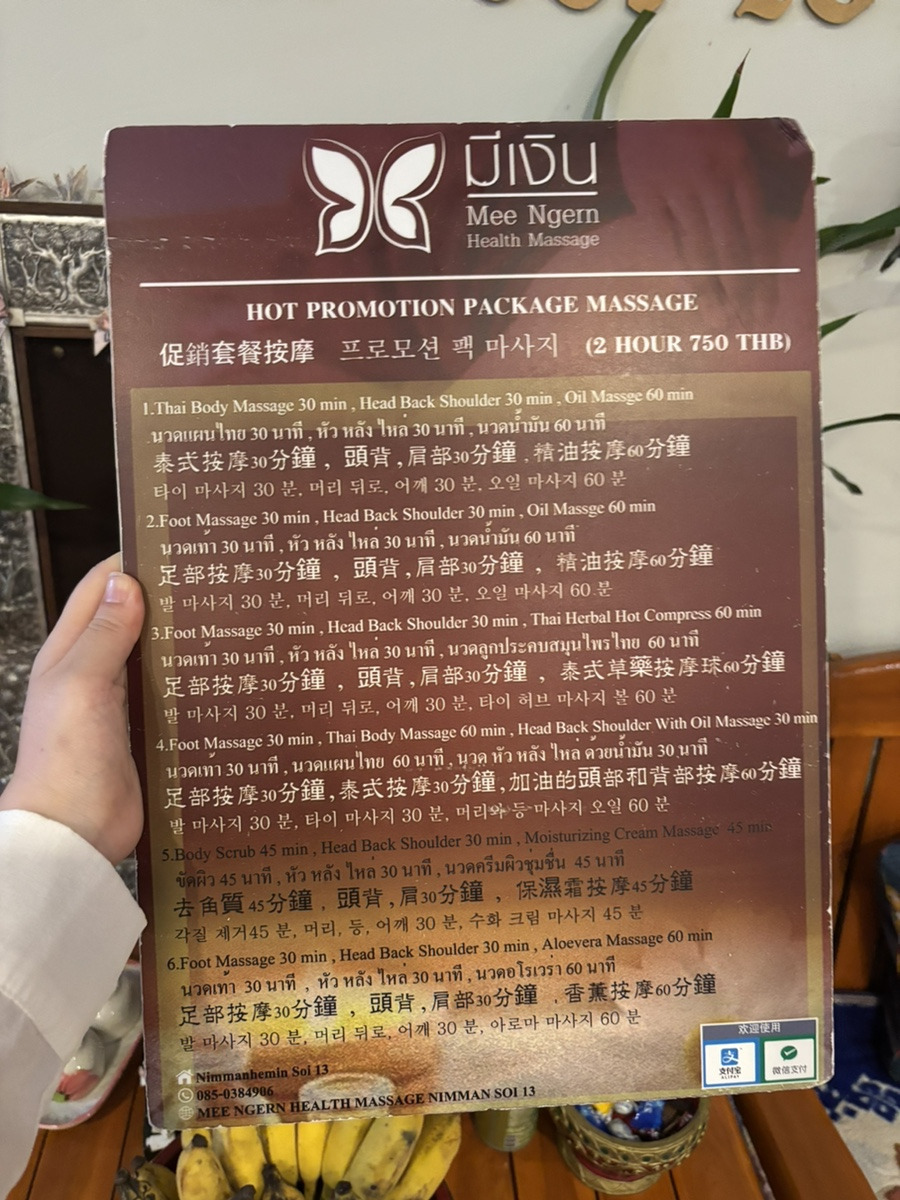 มีเงิน
Mee Ngern
Health Massage
HOT PROMOTION PACKAGE MASSAGE
促銷套餐按摩 프로모션 팩 마사지 (2 HOUR 750 THB)
1.Thai Body Massage 30 min , Head Back Shoulder 30 min , Oil Massge 60 min
นวดแผนไทย 30 นาที , หัว หลัง ไหล่ 30 นาที , นวดน้ำมัน 60 นาที
泰式按摩30分鐘 , 頭背 , 肩部30分鐘 , 精油按摩60分鐘
타이 마사지 30 분, 머리 뒤로, 어깨 30 분, 오일 마사지 60 분
2.Foot Massage 30 min , Head Back Shoulder 30 min , Oil Massge 60 min
นวดเท้า 30 นาที , หัว หลัง ไหล่ 30 นาที , นวดน้ำมัน 60 นาที
足部按摩30分鐘 , 頭背 , 肩部30分鐘 , 精油按摩60分鐘
발 마사지 30 분, 머리 뒤로, 어깨 30 분, 오일 마사지 60 분
3.Foot Massage 30 min , Head Back Shoulder 30 min , Thai Herbal Hot Compress 60 min
นวดเท้า 30 นาที , หัว หลัง ไหล่ 30 นาที , นวดลูกประคบสมุนไพรไทย 60 นาที
足部按摩30分鐘 , 頭背 , 肩部30分鐘 , 泰式草藥按摩球60分鐘
발 마사지 30 분, 머리 뒤로, 어깨 30 분, 타이 허브 마사지 볼 60 분
4.Foot Massage 30 min , Thai Body Massage 60 min , Head Back Shoulder With Oil Massage 30 min
นวดเท้า 30 นาที , นวดแผนไทย 60 นาที , นวด หัว หลัง ไหล่ ด้วยน้ำมัน 30 นาที
足部按摩30分鐘 , 泰式按摩30分鐘 , 加油的頭部和背部按摩60分鐘
발 마사지 30 분, 타이 마사지 30 분, 머리와 등 마사지 오일 60 분
5.Body Scrub 45 min , Head Back Shoulder 30 min , Moisturizing Cream Massage 45 min
ขัดผิว 45 นาที , หัว หลัง ไหล่ 30 นาที , นวดครีมผิวชุ่มชื่น 45 นาที
去角質45分鐘 , 頭背 , 肩30分鐘 , 保濕霜按摩45分鐘
각질 제거45 분, 머리, 등, 어깨 30 분, 수화 크림 마사지 45 분
6.Foot Massage 30 min , Head Back Shoulder 30 min , Aloevera Massage 60 min
นวดเท้า 30 นาที , หัว หลัง ไหล่ 30 นาที , นวดอโรเวร่า 60 นาที
足部按摩30分鐘 , 頭背 , 肩部30分鐘 , 香薰按摩60分鐘
발 마사지 30 분, 머리 뒤로, 어깨 30 분, 아로마 마사지 60 분
Nimmanhemin Soi 13
085-0384906
MEE NGERN HEALTH MASSAGE NIMMAN SOI 13
欢迎使用
支付宝
ALIPAY
微信支付